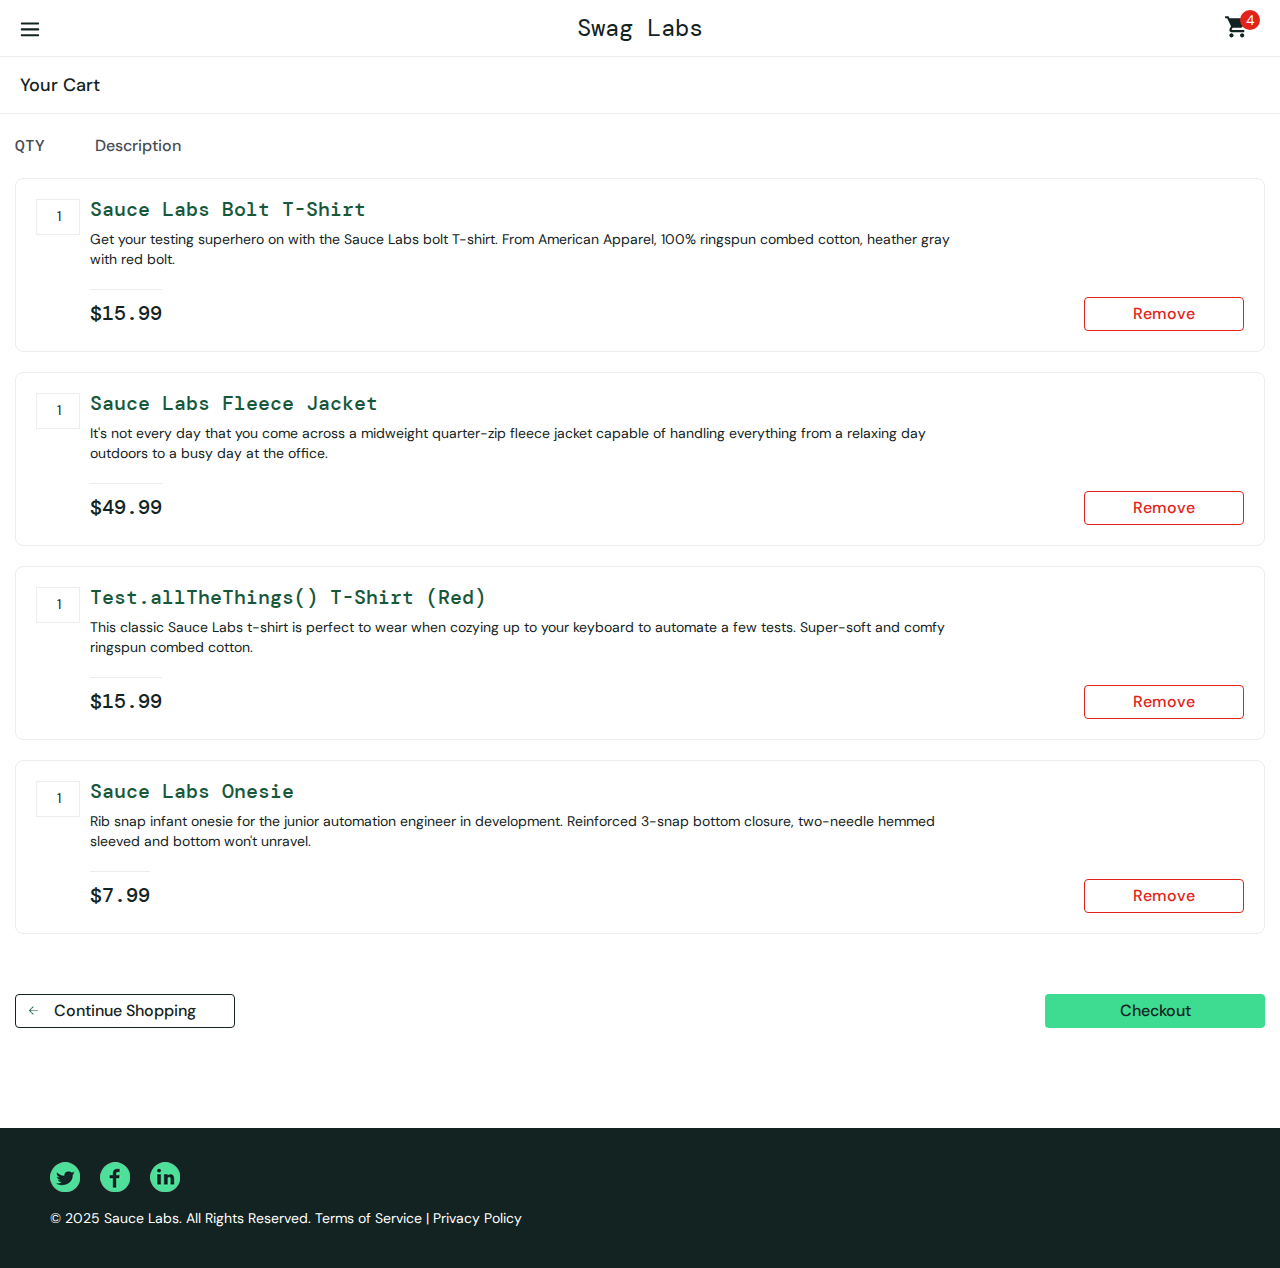 Swag Labs
4
Your Cart
QTY Description
1
Sauce Labs Bolt T-Shirt
Get your testing superhero on with the Sauce Labs bolt T-shirt. From American Apparel, 100% ringspun combed cotton, heather gray
with red bolt.
$15.99
Remove
1
Sauce Labs Fleece Jacket
It's not every day that you come across a midweight quarter-zip fleece jacket capable of handling everything from a relaxing day
outdoors to a busy day at the office.
$49.99
Remove
1
Test.allTheThings() T-Shirt (Red)
This classic Sauce Labs t-shirt is perfect to wear when cozying up to your keyboard to automate a few tests. Super-soft and comfy
ringspun combed cotton.
$15.99
Remove
1
Sauce Labs Onesie
Rib snap infant onesie for the junior automation engineer in development. Reinforced 3-snap bottom closure, two-needle hemmed
sleeved and bottom won't unravel.
$7.99
Remove
Continue Shopping
Checkout
© 2025 Sauce Labs. All Rights Reserved. Terms of Service | Privacy Policy